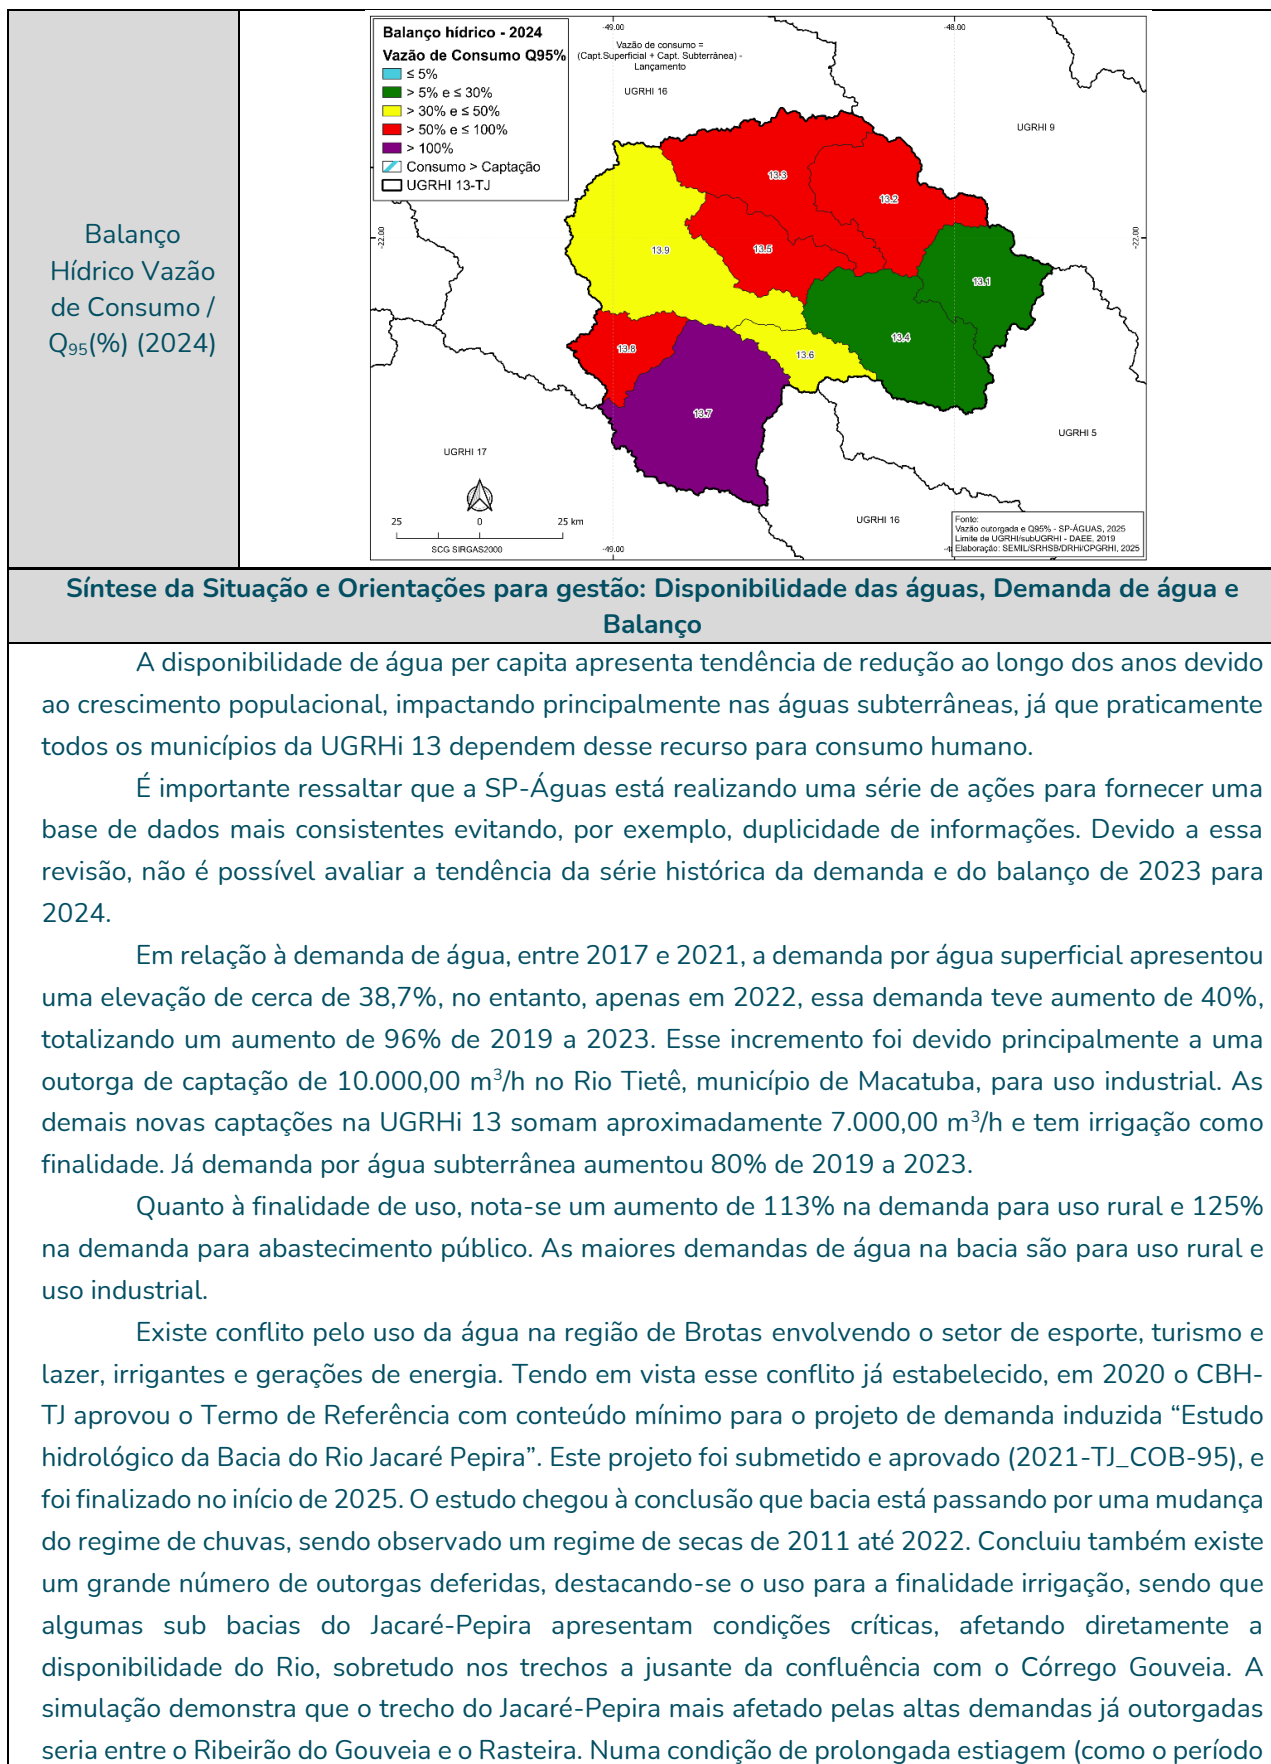 Balanço
Hídrico Vazão
de Consumo /
Q95(%) (2024)
Balanço hídrico - 2024
Vazão de Consumo Q95%
≤ 5%
> 5% e ≤ 30%
> 30% e ≤ 50%
> 50% e ≤ 100%
> 100%
Consumo > Captação
UGRHI 13-TJ
-49.00
-48.00
Vazão de consumo =
(Capt.Superficial + Capt. Subterrânea) -
Lançamento
UGRHI 16
UGRHI 9
13.3
13.2
-22.00
-22.00
13.9
13.5
13.1
13.4
13.8
13.6
13.7
UGRHI 5
UGRHI 17
UGRHI 16
25
0
25 km
SCG SIRGAS2000
-49.00
Fonte:
Vazão outorgada e Q95% - SP-ÁGUAS, 2025
Limite de UGRHI/subUGRHI - DAEE, 2019
Elaboração: SEMIL/SRHSB/DRHi/CPGRHI, 2025
Síntese da Situação e Orientações para gestão: Disponibilidade das águas, Demanda de água e
Balanço
A disponibilidade de água per capita apresenta tendência de redução ao longo dos anos devido
ao crescimento populacional, impactando principalmente nas águas subterrâneas, já que praticamente
todos os municípios da UGRHi 13 dependem desse recurso para consumo humano.
É importante ressaltar que a SP-Águas está realizando uma série de ações para fornecer uma
base de dados mais consistentes evitando, por exemplo, duplicidade de informações. Devido a essa
revisão, não é possível avaliar a tendência da série histórica da demanda e do balanço de 2023 para
2024.
Em relação à demanda de água, entre 2017 e 2021, a demanda por água superficial apresentou
uma elevação de cerca de 38,7%, no entanto, apenas em 2022, essa demanda teve aumento de 40%,
totalizando um aumento de 96% de 2019 a 2023. Esse incremento foi devido principalmente a uma
outorga de captação de 10.000,00 m³/h no Rio Tietê, município de Macatuba, para uso industrial. As
demais novas captações na UGRHi 13 somam aproximadamente 7.000,00 m³/h e tem irrigação como
finalidade. Já demanda por água subterrânea aumentou 80% de 2019 a 2023.
Quanto à finalidade de uso, nota-se um aumento de 113% na demanda para uso rural e 125%
na demanda para abastecimento público. As maiores demandas de água na bacia são para uso rural e
uso industrial.
Existe conflito pelo uso da água na região de Brotas envolvendo o setor de esporte, turismo e
lazer, irrigantes e gerações de energia. Tendo em vista esse conflito já estabelecido, em 2020 o CBH-
TJ aprovou o Termo de Referência com conteúdo mínimo para o projeto de demanda induzida “Estudo
hidrológico da Bacia do Rio Jacaré Pepira”. Este projeto foi submetido e aprovado (2021-TJ_COB-95), e
foi finalizado no início de 2025. O estudo chegou à conclusão que bacia está passando por uma mudança
do regime de chuvas, sendo observado um regime de secas de 2011 até 2022. Concluiu também existe
um grande número de outorgas deferidas, destacando-se o uso para a finalidade irrigação, sendo que
algumas sub bacias do Jacaré-Pepira apresentam condições críticas, afetando diretamente a
disponibilidade do Rio, sobretudo nos trechos a jusante da confluência com o Córrego Gouveia. A
simulação demonstra que o trecho do Jacaré-Pepira mais afetado pelas altas demandas já outorgadas
seria entre o Ribeirão do Gouveia e o Rasteira. Numa condição de prolongada estiagem (como o período